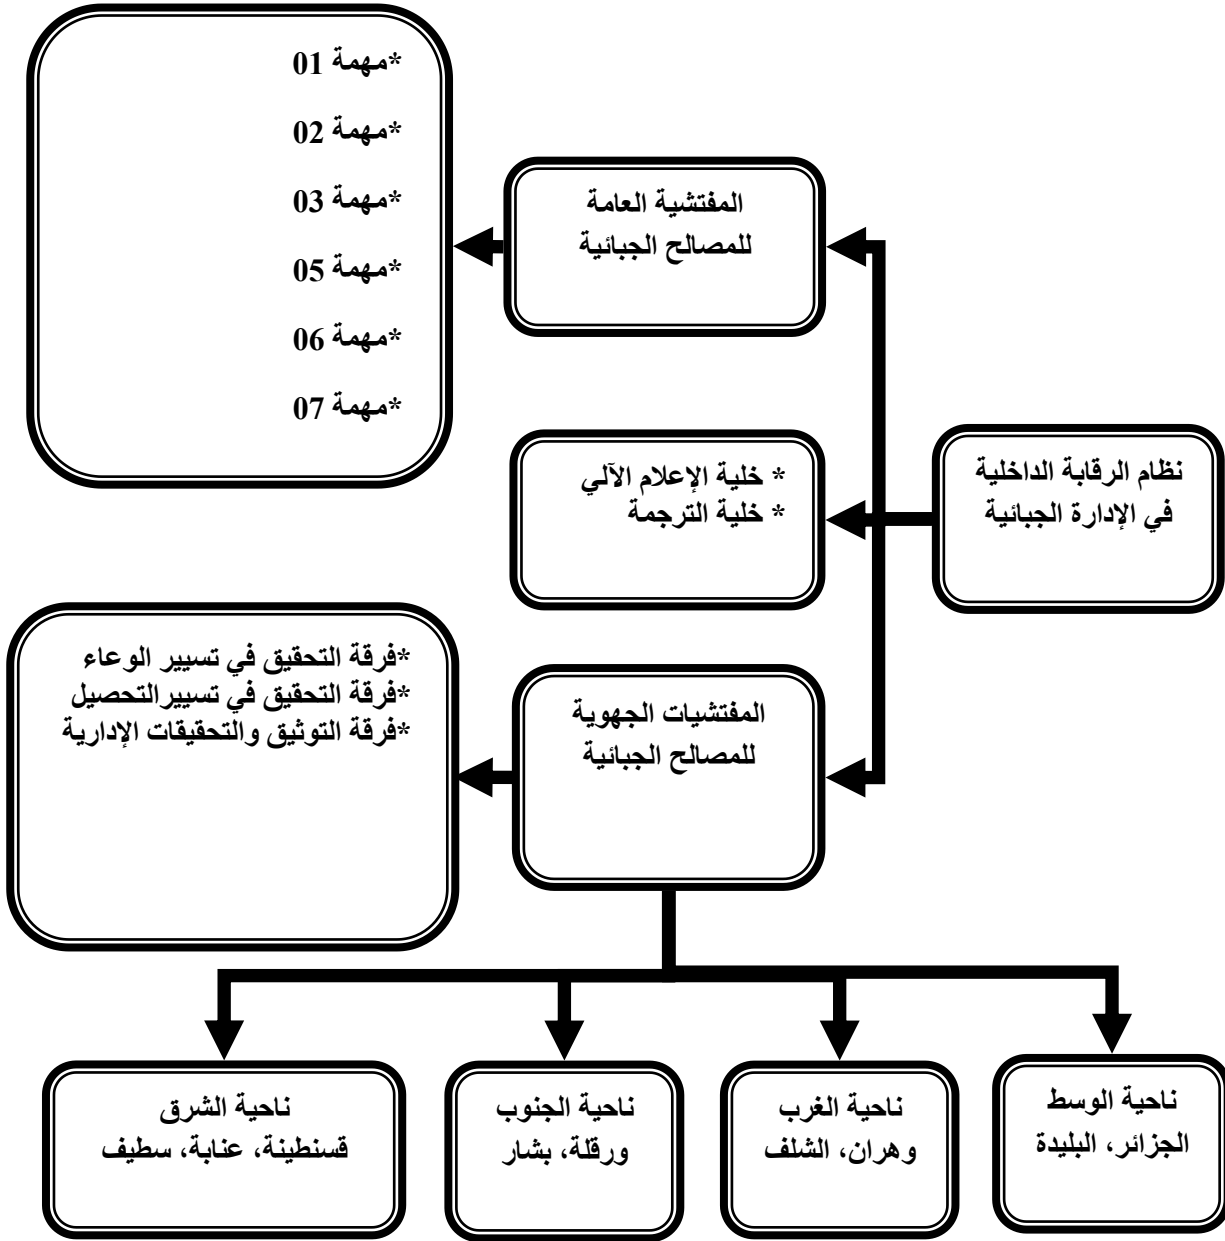 نظام الرقابة الداخلية
في الإدارة الجبائية
المفتشية العامة
للمصالح الجبائية
*مهمة 01
*مهمة 02
*مهمة 03
*مهمة 05
*مهمة 06
*مهمة 07
* خلية الإعلام الآلي
* خلية الترجمة
المفتشيات الجهوية
للمصالح الجبائية
*فرقة التحقيق في تسيير الوعاء
*فرقة التحقيق في تسييرالتحصيل
*فرقة التوثيق والتحقيقات الإدارية
ناحية الوسط
الجزائر، البليدة
ناحية الغرب
وهران، الشلف
ناحية الجنوب
ورقلة، بشار
ناحية الشرق
قسنطينة، عنابة، سطيف